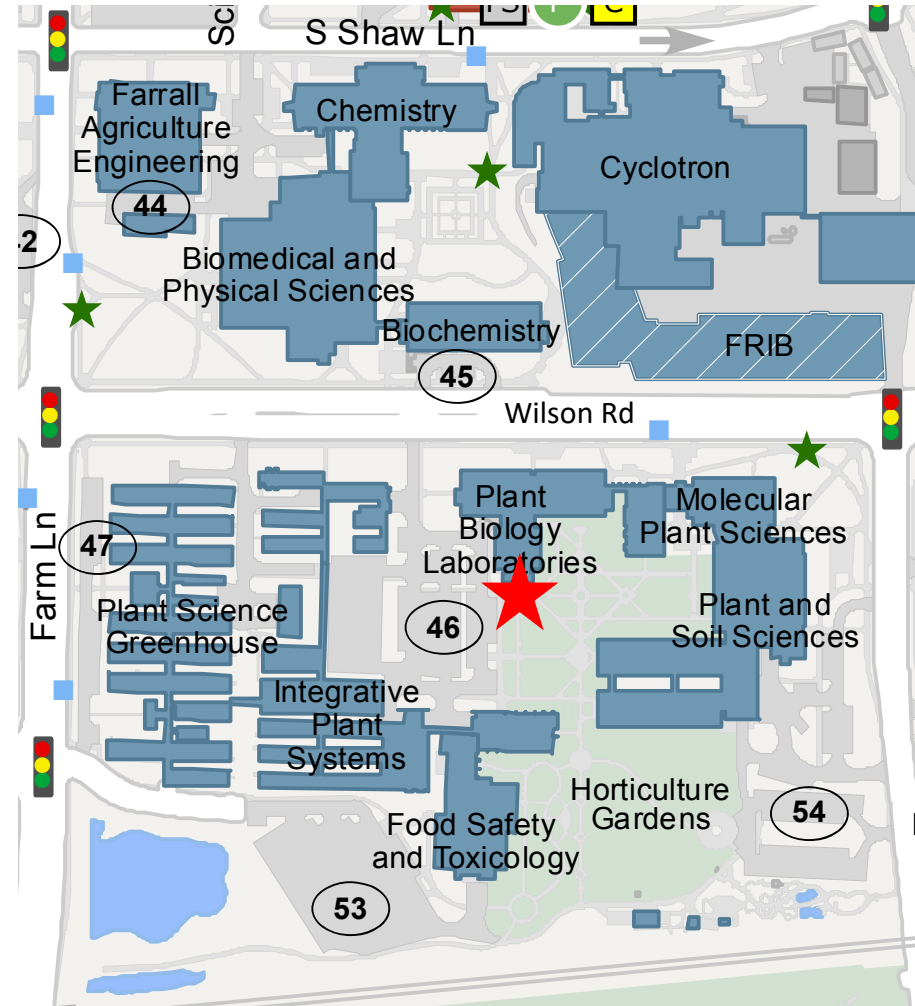 S Shaw Ln
Farrall
Agriculture
Engineering
Chemistry
Cyclotron
44
Biomedical and
Physical Sciences
Biochemistry
FRIB
45
Wilson Rd
Farm Ln
47
Plant
Biology
Laboratories
Molecular
Plant Sciences
Plant Science
Greenhouse
46
Plant and
Soil Sciences
Integrative
Plant
Systems
Horticulture
Gardens
54
Food Safety
and Toxicology
53